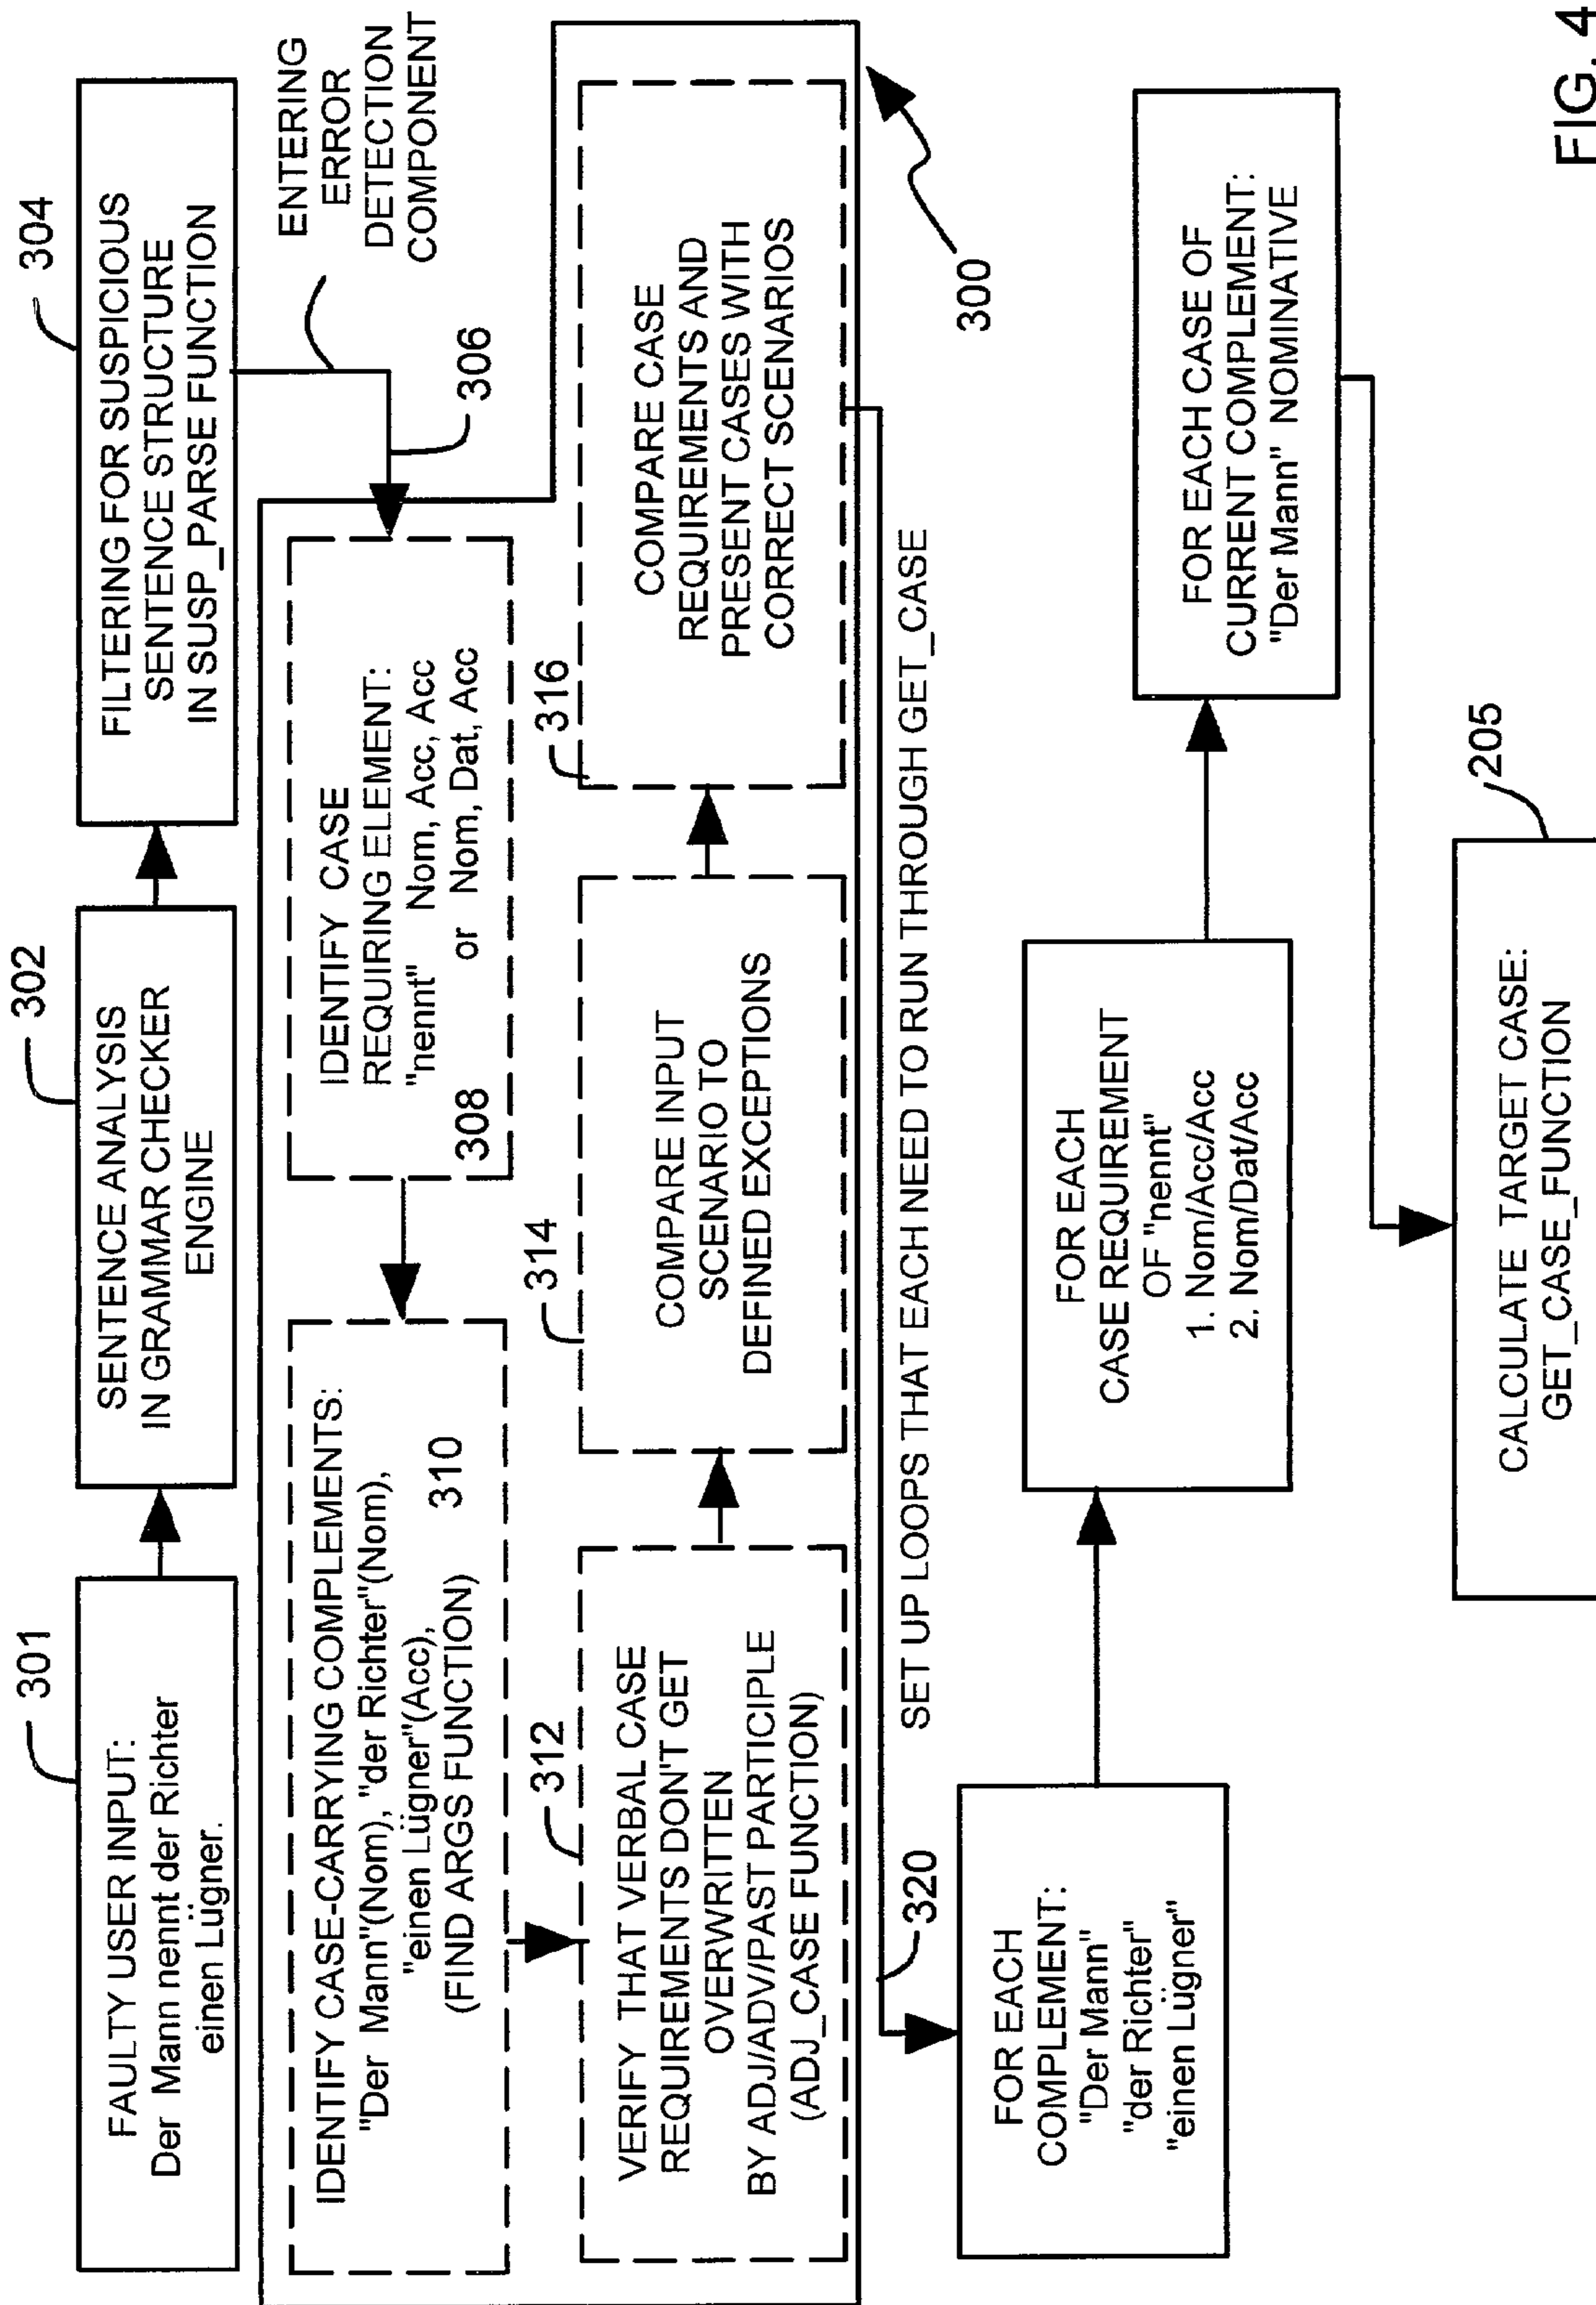 301
FAULTY USER INPUT:
Der Mann nennt der Richter
einen Lügner.
302
SENTENCE ANALYSIS
IN GRAMMAR CHECKER
ENGINE
304
FILTERING FOR SUSPICIOUS
SENTENCE STRUCTURE
IN SUSP_PARSE FUNCTION
ENTERING
ERROR
DETECTION
COMPONENT
306
IDENTIFY CASE
REQUIRING ELEMENT:
"nennt" Nom, Acc, Acc
or Nom, Dat, Acc
308
IDENTIFY CASE-CARRYING COMPLEMENTS:
"Der Mann"(Nom), "der Richter"(Nom),
"einen Lügner"(Acc),
(FIND ARGS FUNCTION)
310
312
VERIFY THAT VERBAL CASE
REQUIREMENTS DON'T GET
OVERWRITTEN
BY ADJ/ADV/PAST PARTICIPLE
(ADJ_CASE FUNCTION)
314
COMPARE INPUT
SCENARIO TO
DEFINED EXCEPTIONS
316
COMPARE CASE
REQUIREMENTS AND
PRESENT CASES WITH
CORRECT SCENARIOS
300
320
SET UP LOOPS THAT EACH NEED TO RUN THROUGH GET_CASE
FOR EACH
COMPLEMENT:
"Der Mann"
"der Richter"
"einen Lügner"
FOR EACH
CASE REQUIREMENT
OF "nennt"
1. Nom/Acc/Acc
2. Nom/Dat/Acc
FOR EACH CASE OF
CURRENT COMPLEMENT:
"Der Mann" NOMINATIVE
205
CALCULATE TARGET CASE:
GET_CASE_FUNCTION
FIG. 4